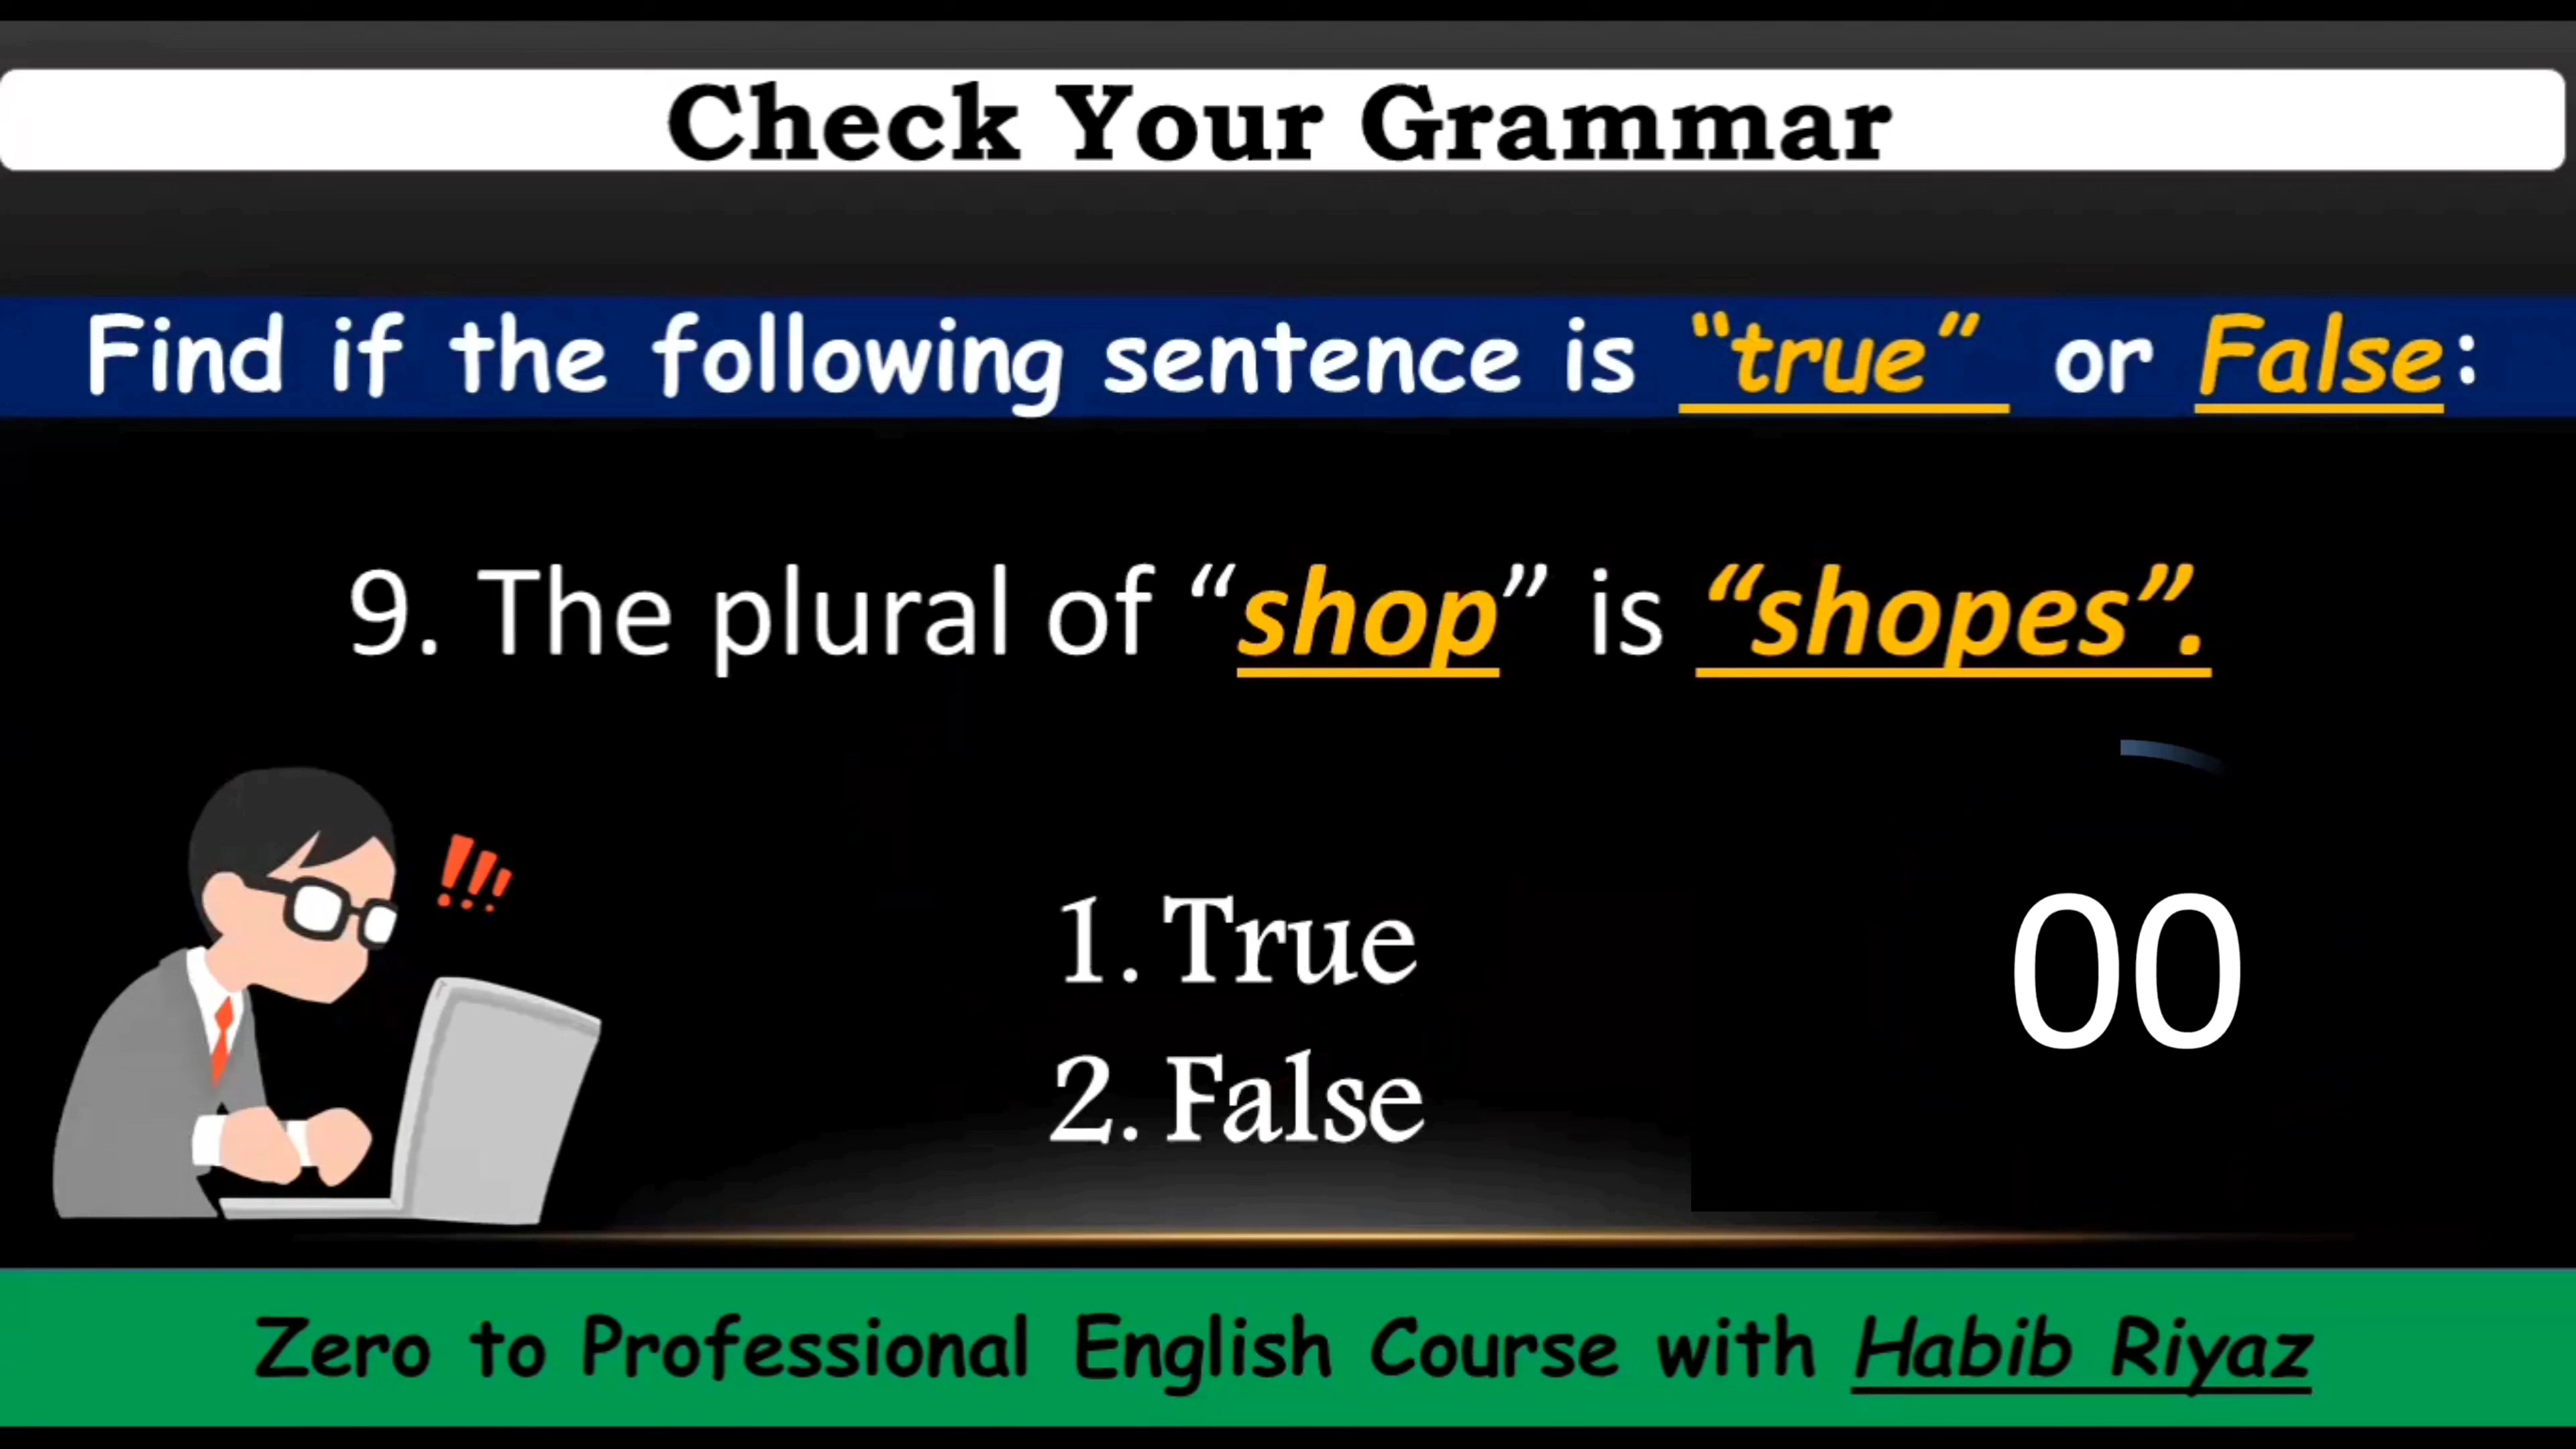 Check Your Grammar
Find if the following sentence is “true” or False:
9. The plural of “shop” is “shopes”.
!!!
1. True
00
2. False
Zero to Professional English Course with Habib Riyaz